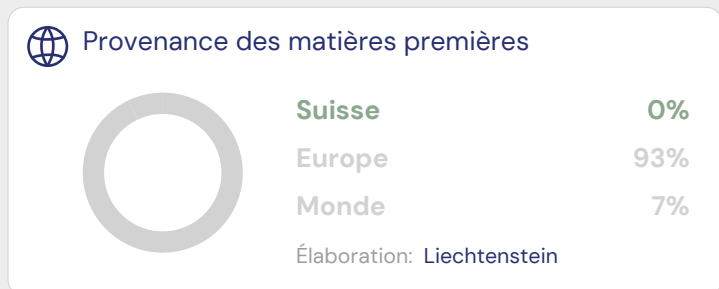 Provenance des matières premières
Suisse 0%
Europe 93%
Monde 7%
Élaboration: Liechtenstein